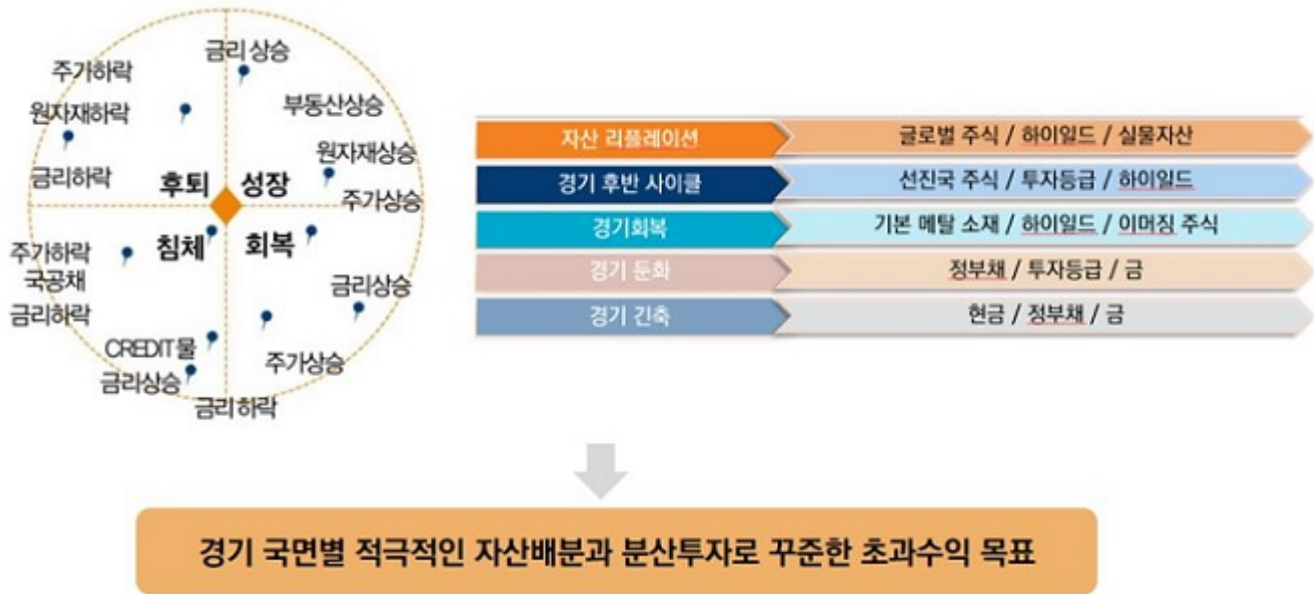 금리 상승
주가하락
부동산상승
원자재하락
원자재상승
금리하락
후퇴 성장
주가상승
침체 회복
주가하락
국공채
금리하락
금리상승
CREDIT물
주가상승
금리상승
금리 하락
자산 리플레이션 글로벌 주식 / 하이일드 / 실물자산
경기 후반 사이클 선진국 주식 / 투자등급 / 하이일드
경기회복 기본 메탈 소재 / 하이일드 / 이머징 주식
경기 둔화 정부채 / 투자등급 / 금
경기 긴축 현금 / 정부채 / 금
경기 국면별 적극적인 자산배분과 분산투자로 꾸준한 초과수익 목표